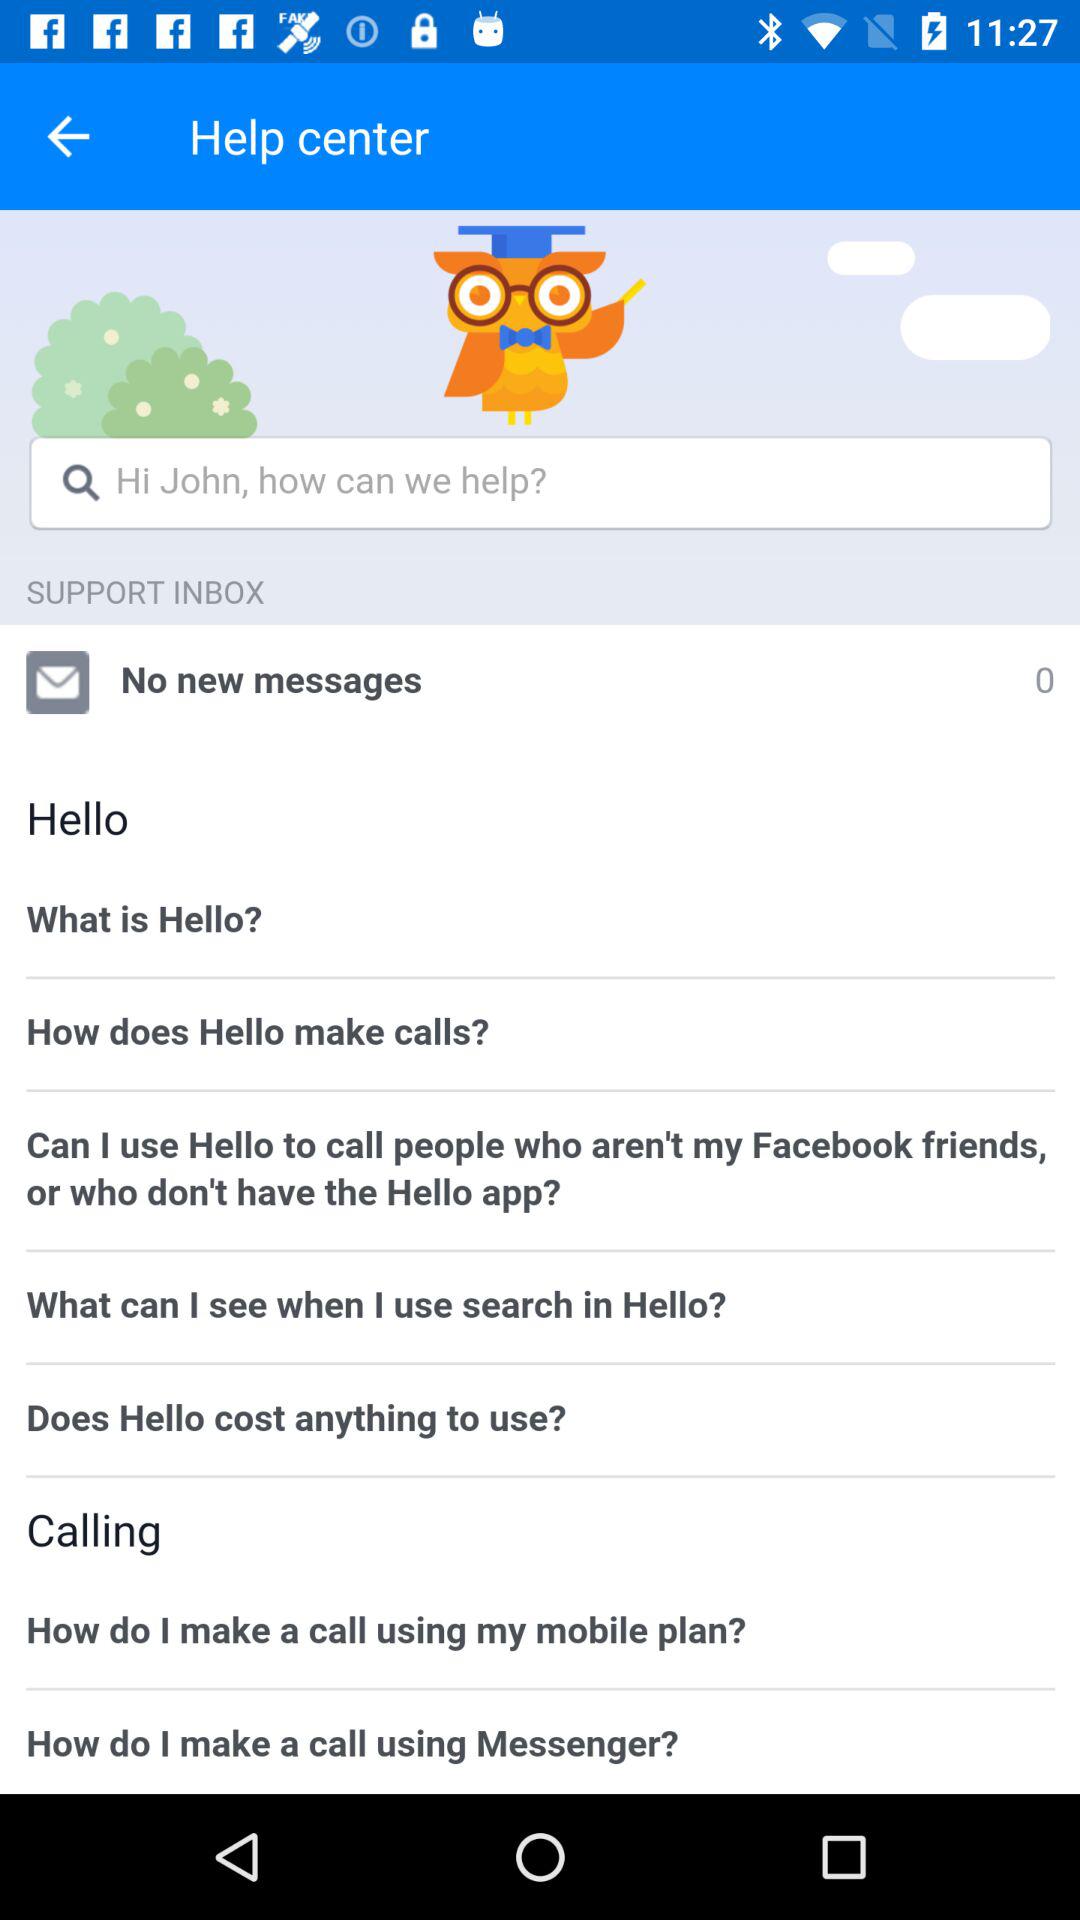 FAKE
11:27
Help center
Hi John, how can we help?
SUPPORT INBOX
No new messages 0
Hello
What is Hello?
How does Hello make calls?
Can I use Hello to call people who aren't my Facebook friends,
or who don't have the Hello app?
What can I see when I use search in Hello?
Does Hello cost anything to use?
Calling
How do I make a call using my mobile plan?
How do I make a call using Messenger?